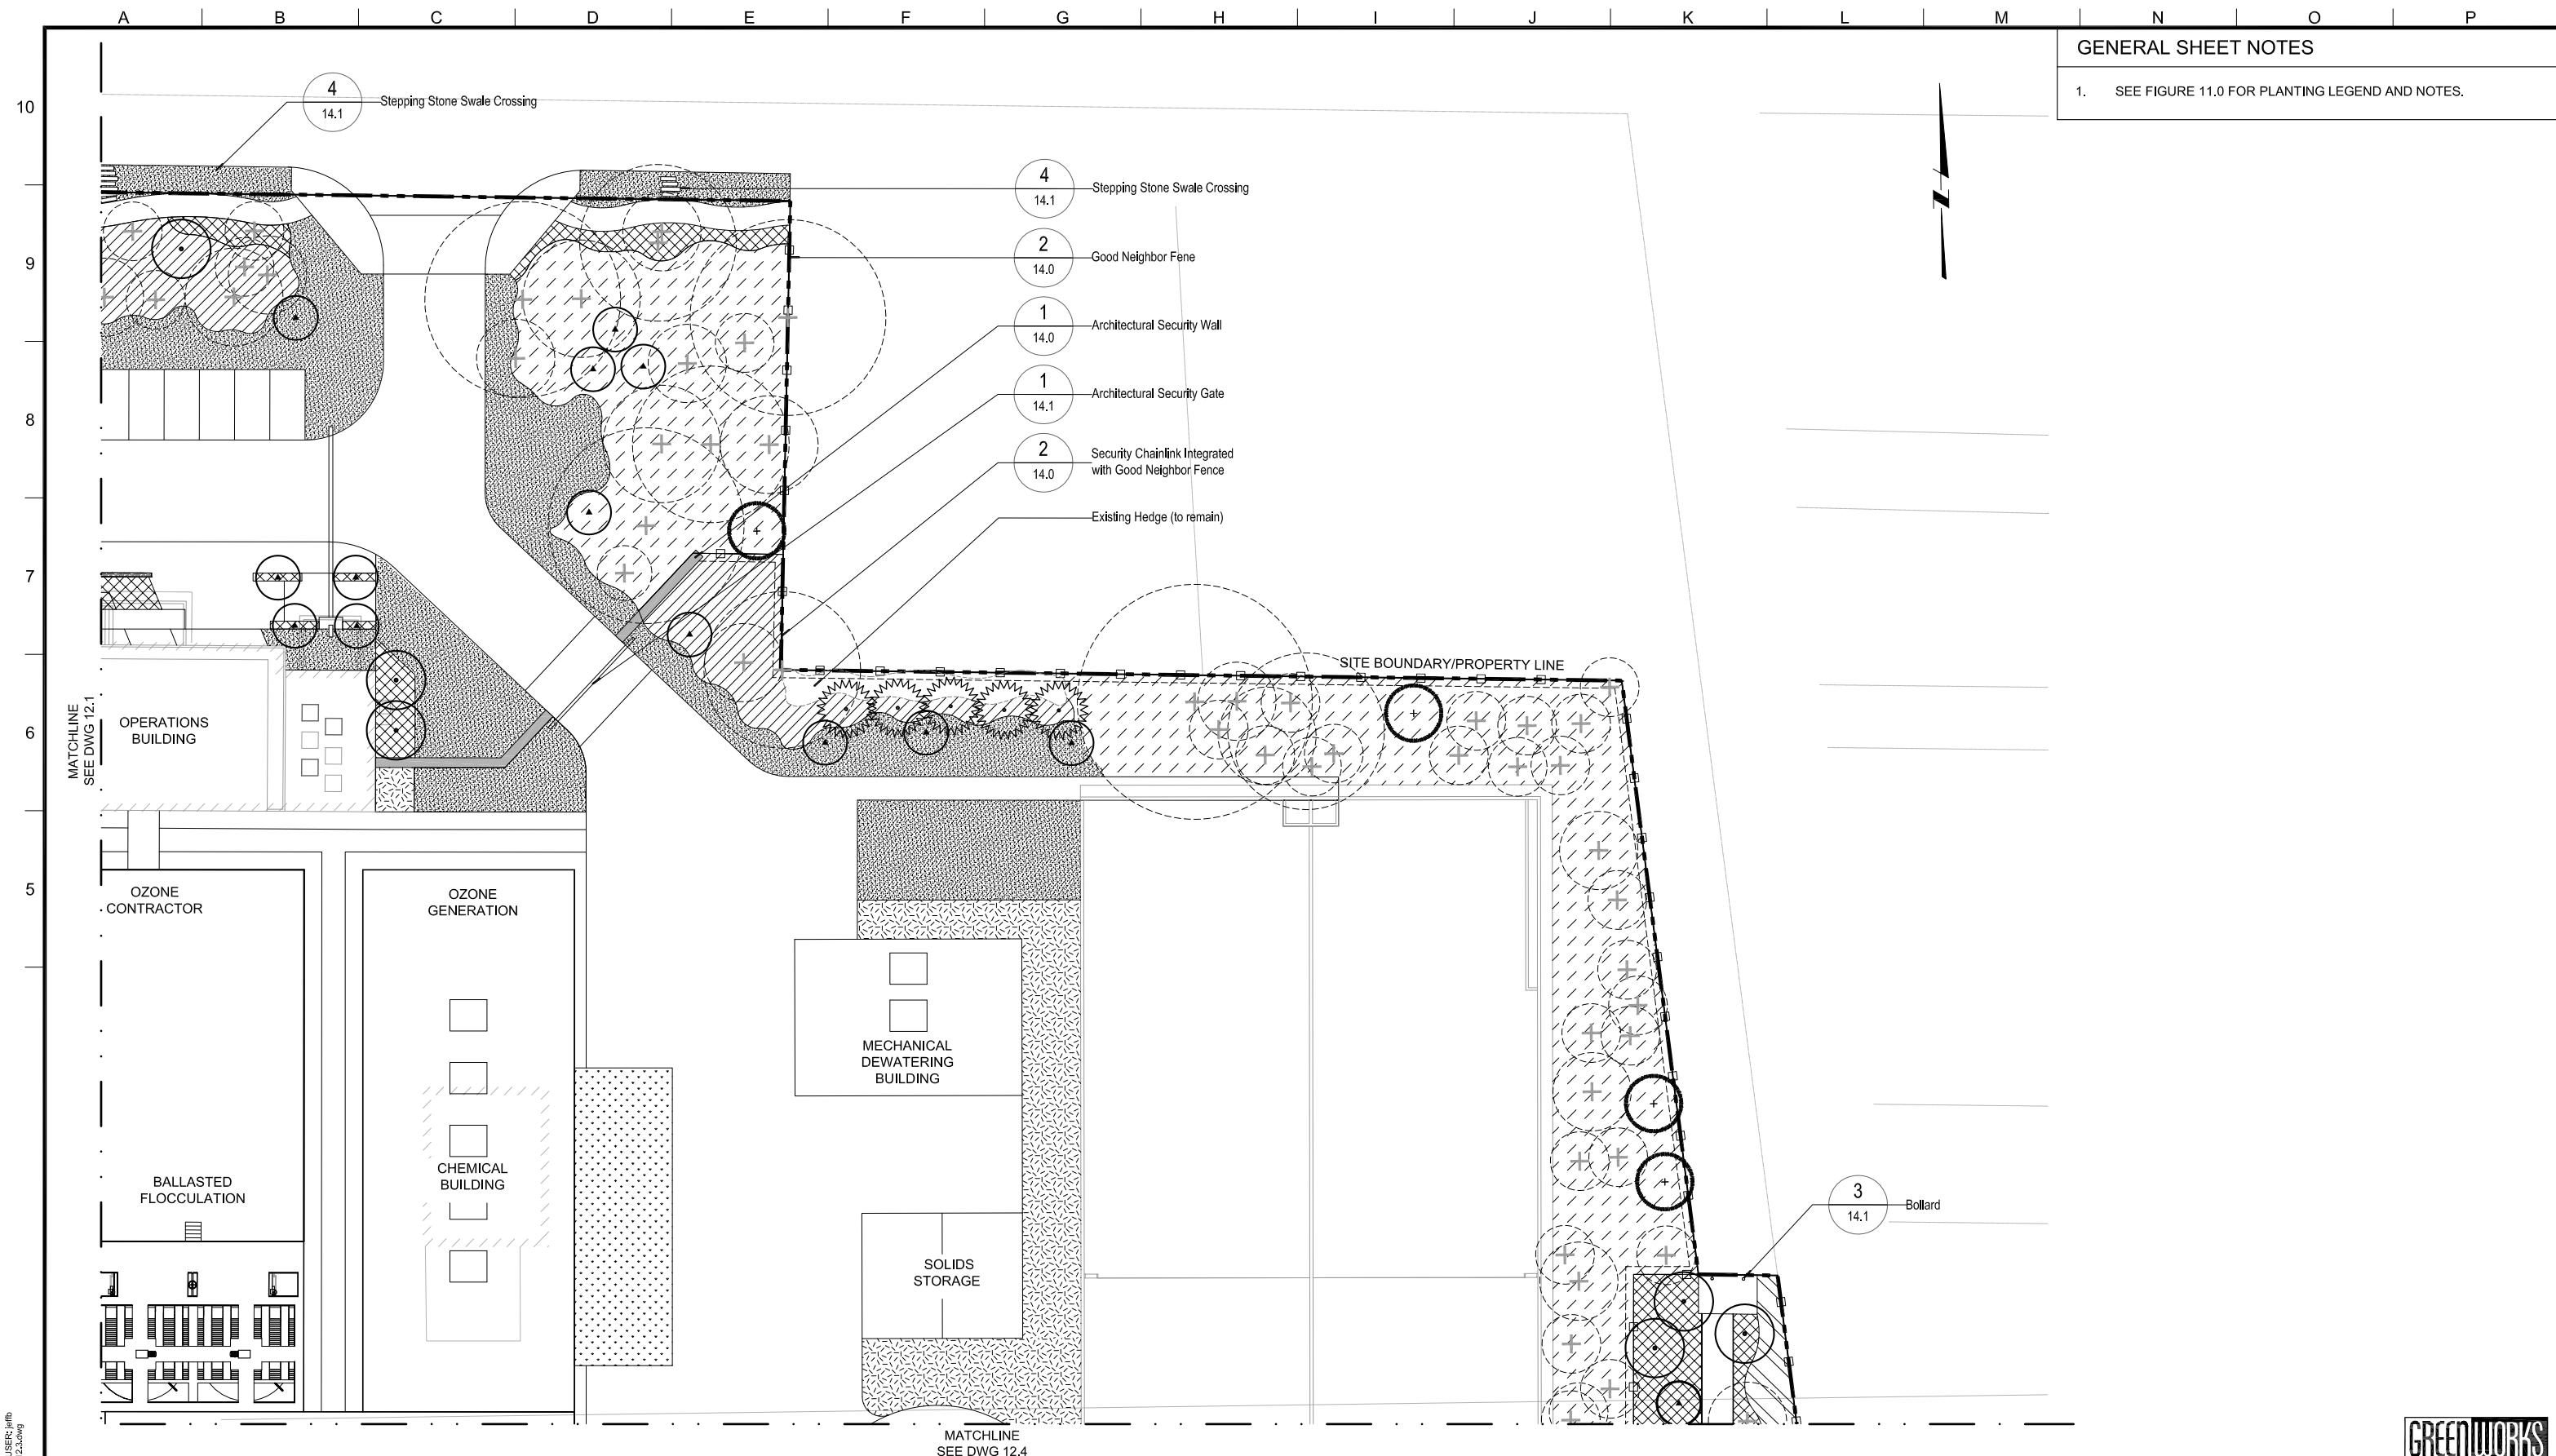 A B C D E F G H I J K L M N O P
GENERAL SHEET NOTES
1. SEE FIGURE 11.0 FOR PLANTING LEGEND AND NOTES.
10
9
8
7
6
5
4
14.1
Stepping Stone Swale Crossing
4
14.1
Stepping Stone Swale Crossing
2
14.0
Good Neighbor Fene
1
14.0
Architectural Security Wall
1
14.1
Architectural Security Gate
2
14.0
Security Chainlink Integrated
with Good Neighbor Fence
Existing Hedge (to remain)
N
SITE BOUNDARY/PROPERTY LINE
MATCHLINE
SEE DWG 12.1
OPERATIONS
BUILDING
OZONE
CONTRACTOR
OZONE
GENERATION
MECHANICAL
DEWATERING
BUILDING
BALLASTED
FLOCCULATION
CHEMICAL
BUILDING
SOLIDS
STORAGE
3
14.1
Bollard
MATCHLINE
SEE DWG 12.4
USER: jeffb
2.3.dwg
GREENWORKS